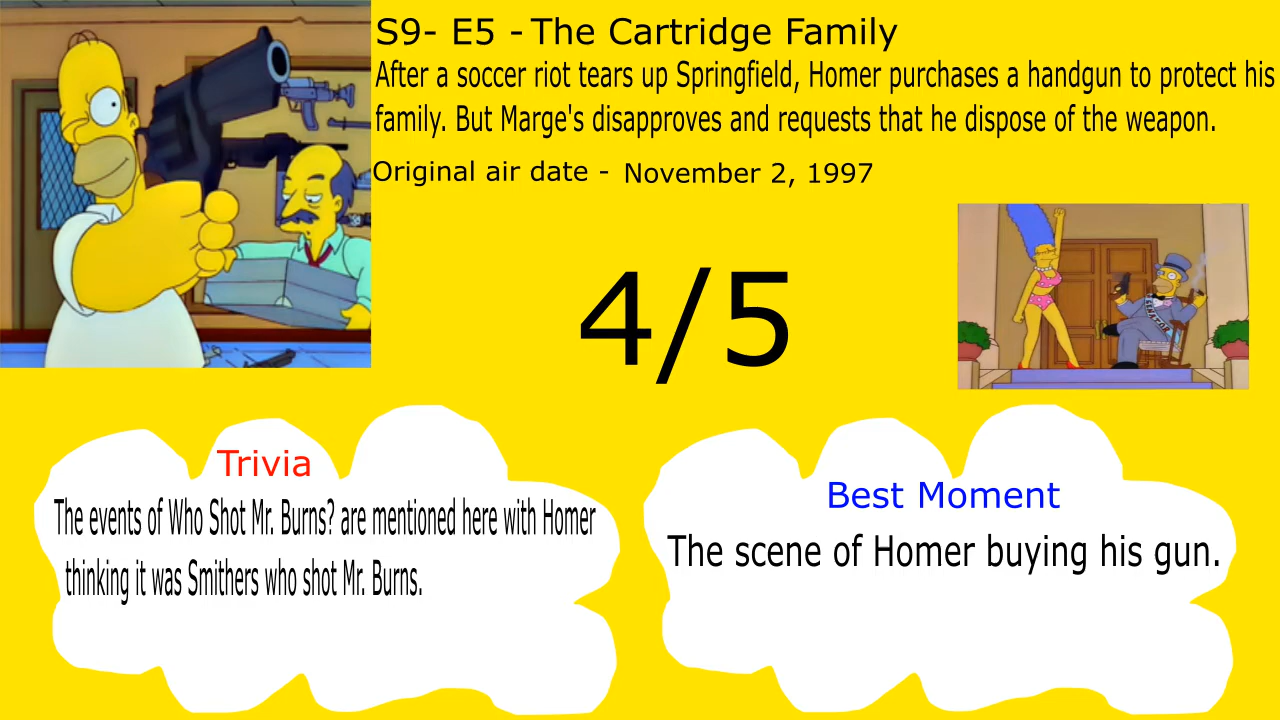 S9- E5 - The Cartridge Family
After a soccer riot tears up Springfield, Homer purchases a handgun to protect his
family. But Marge's disapproves and requests that he dispose of the weapon.
Original air date - November 2, 1997
4/5
SENATOR
Trivia
The events of Who Shot Mr. Burns? are mentioned here with Homer
thinking it was Smithers who shot Mr. Burns.
Best Moment
The scene of Homer buying his gun.